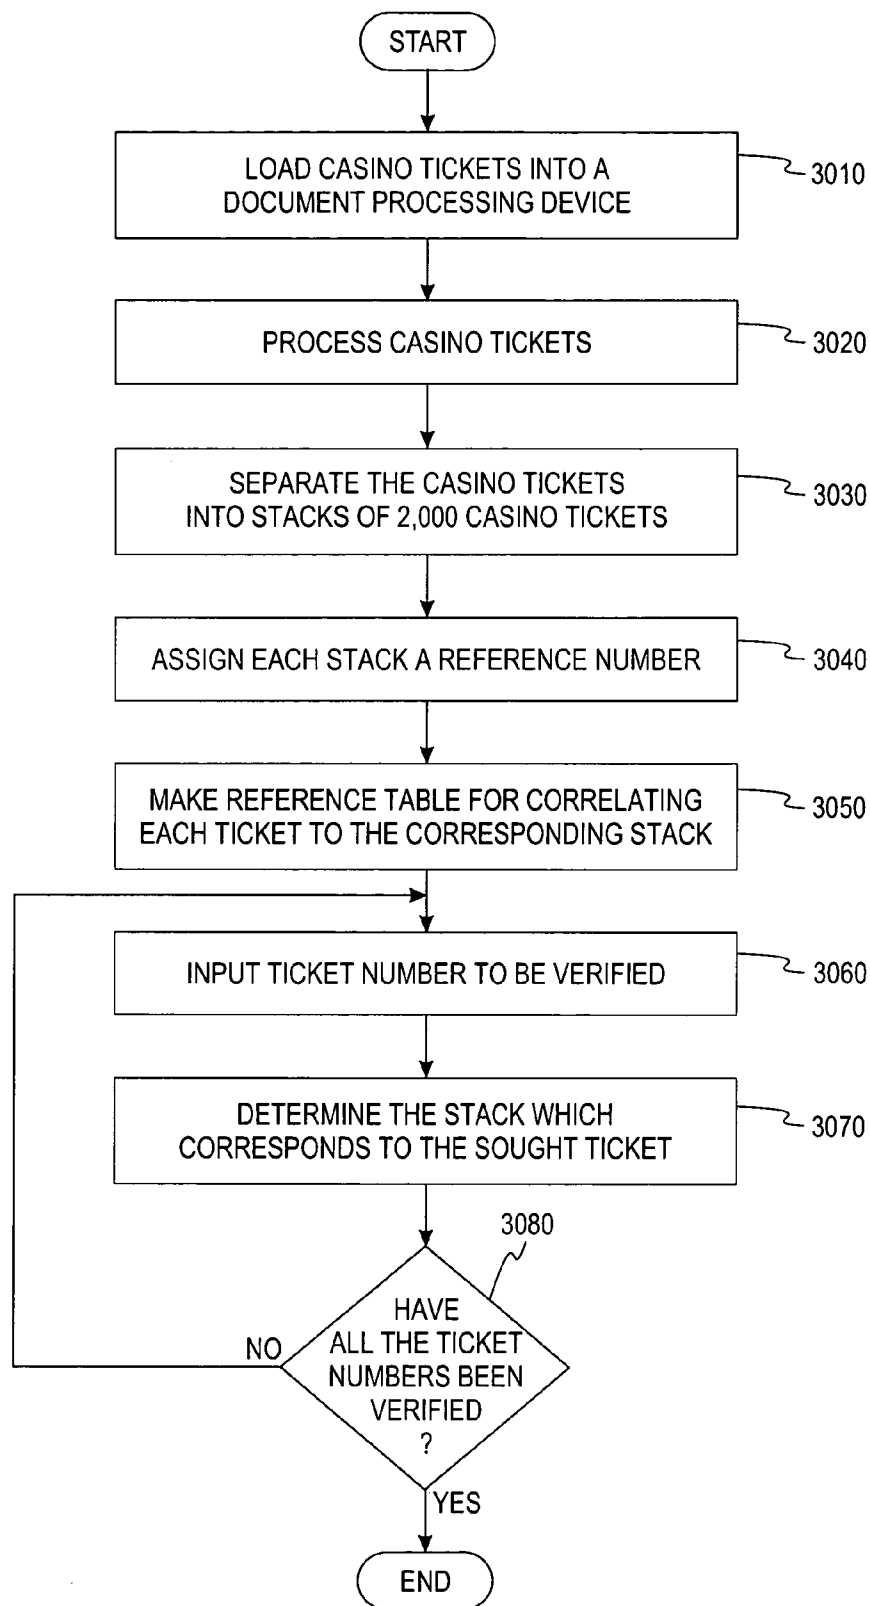 START
LOAD CASINO TICKETS INTO A
DOCUMENT PROCESSING DEVICE
3010
PROCESS CASINO TICKETS
3020
SEPARATE THE CASINO TICKETS
INTO STACKS OF 2,000 CASINO TICKETS
3030
ASSIGN EACH STACK A REFERENCE NUMBER
3040
MAKE REFERENCE TABLE FOR CORRELATING
EACH TICKET TO THE CORRESPONDING STACK
3050
INPUT TICKET NUMBER TO BE VERIFIED
3060
DETERMINE THE STACK WHICH
CORRESPONDS TO THE SOUGHT TICKET
3070
3080
HAVE
ALL THE TICKET
NUMBERS BEEN
VERIFIED
?
NO
YES
END